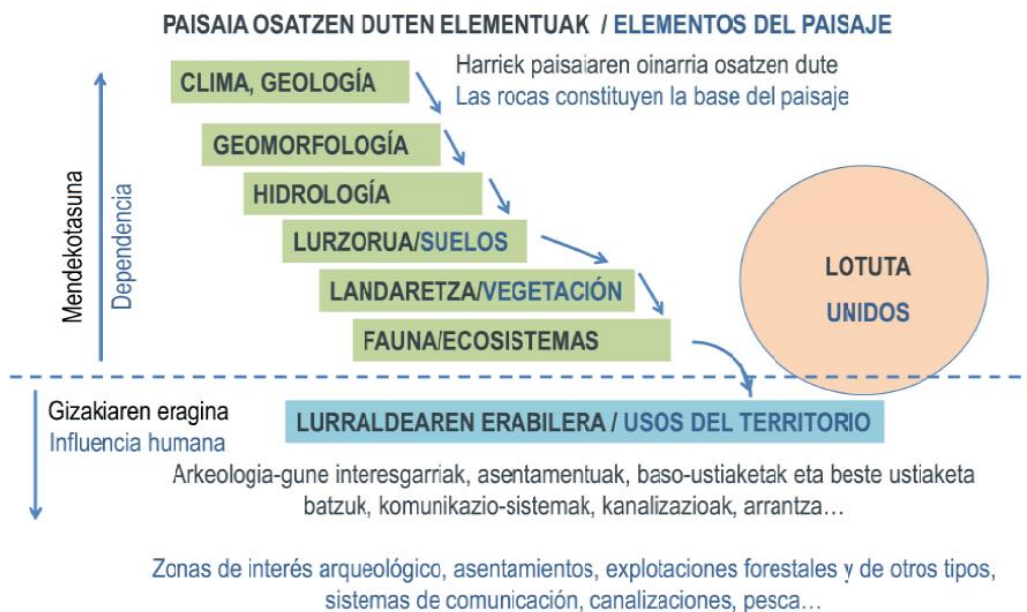 PAISAIA OSATZEN DUTEN ELEMENTUAK / ELEMENTOS DEL PAISAJE
Harriek paisaiaren oinarria osatzen dute
Las rocas constituyen la base del paisaje
CLIMA, GEOLOGÍA
GEOMORFOLOGÍA
HIDROLOGÍA
LURZORUA/SUELOS
LANDARETZA/VEGETACIÓN
FAUNA/ECOSISTEMAS
Mendekotasuna
Dependencia
LOTUTA
UNIDOS
Gizakiaren eragina
Influencia humana
LURRALDEAREN ERABILERA / USOS DEL TERRITORIO
Arkeologia-gune interesgarriak, asentamentuak, baso-ustiaketak eta beste ustiaketa
batzuk, komunikazio-sistemak, kanalizazioak, arrantza...
Zonas de interés arqueológico, asentamientos, explotaciones forestales y de otros tipos,
sistemas de comunicación, canalizaciones, pesca...